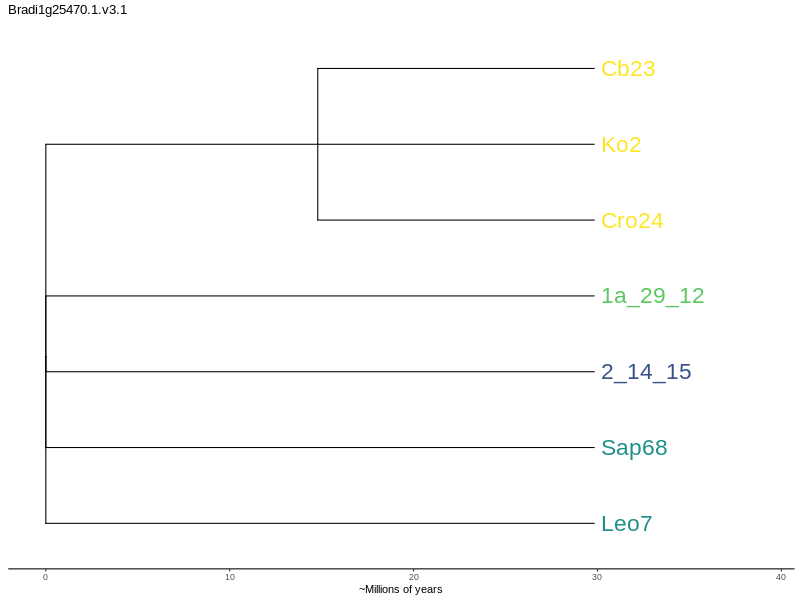 Bradi1g25470.1.v3.1
Cb23
Ko2
Cro24
1a_29_12
2_14_15
Sap68
Leo7
0 10 20 30 40
~Millions of years